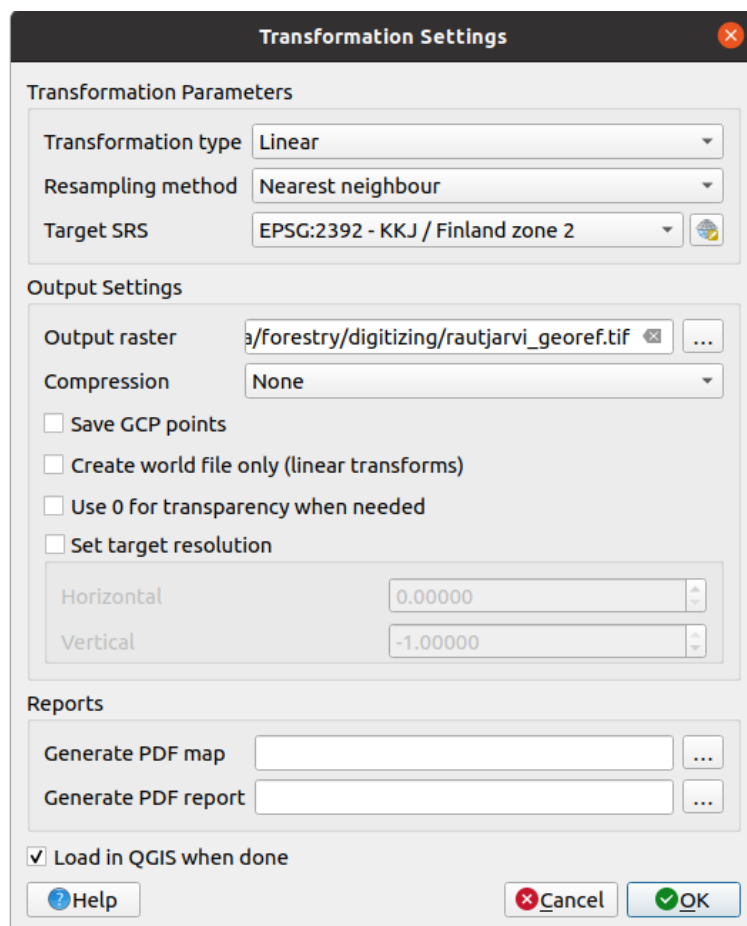 Transformation Settings
Transformation Parameters
Transformation type Linear
Resampling method Nearest neighbour
Target SRS EPSG:2392 - KKJ / Finland zone 2
Output Settings
Output raster a/forestry/digitizing/rautjarvi_georef.tif ...
Compression None
Save GCP points
Create world file only (linear transforms)
Use 0 for transparency when needed
Set target resolution
Horizontal 0.00000
Vertical -1.00000
Reports
Generate PDF map ...
Generate PDF report ...
Load in QGIS when done
Help Cancel OK